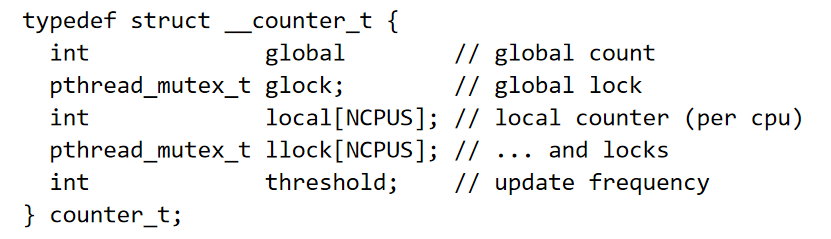 typedef struct __counter_t {
  int            global         // global count
  pthread_mutex_t glock;         // global lock
  int            local[NCPUS]; // local counter (per cpu)
  pthread_mutex_t llock[NCPUS]; // ... and locks
  int            threshold;    // update frequency
} counter_t;